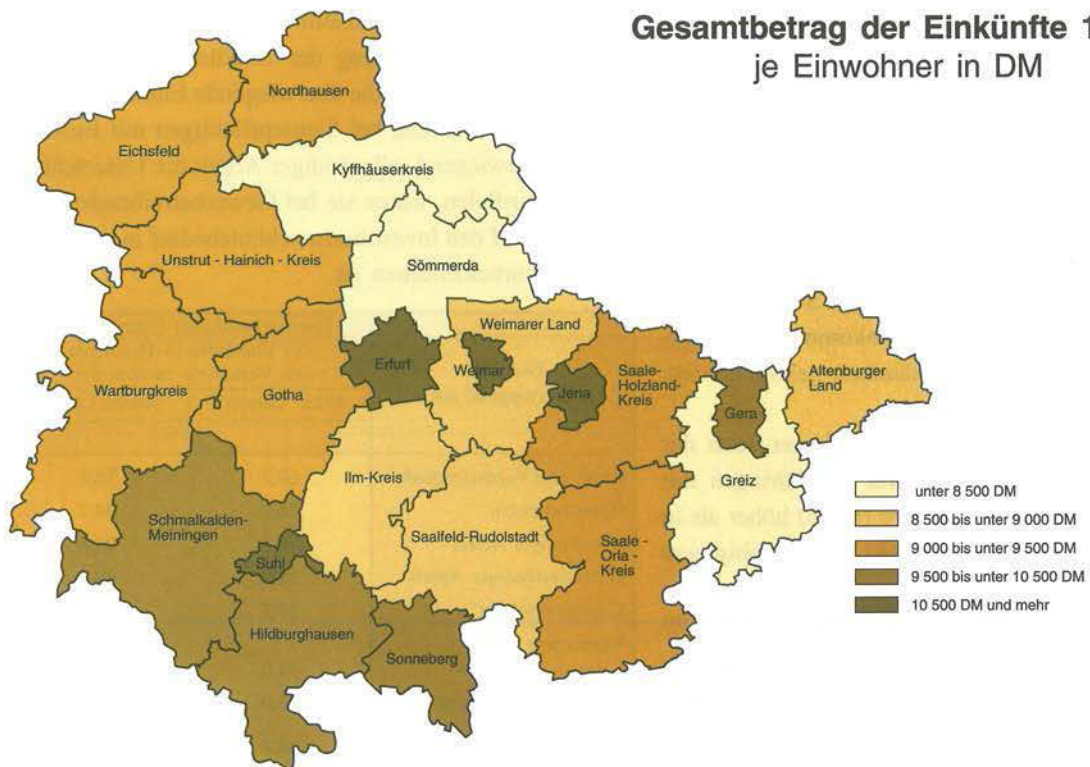 Gesamtbetrag der Einkünfte 1
je Einwohner in DM
Nordhausen
Eichsfeld
Kyffhäuserkreis
Unstrut - Hainich - Kreis
Sömmerda
Weimarer Land
Erfurt
Weimar
Jena
Saale-
Holzland-
Kreis
Altenburger
Land
Wartburgkreis
Gotha
Gera
Ilm-Kreis
Greiz
Schmalkalden-
Meiningen
Saalfeld-Rudolstadt
Saale -
Orla -
Kreis
Suhl
Hildburghausen
Sonneberg
unter 8 500 DM
8 500 bis unter 9 000 DM
9 000 bis unter 9 500 DM
9 500 bis unter 10 500 DM
10 500 DM und mehr